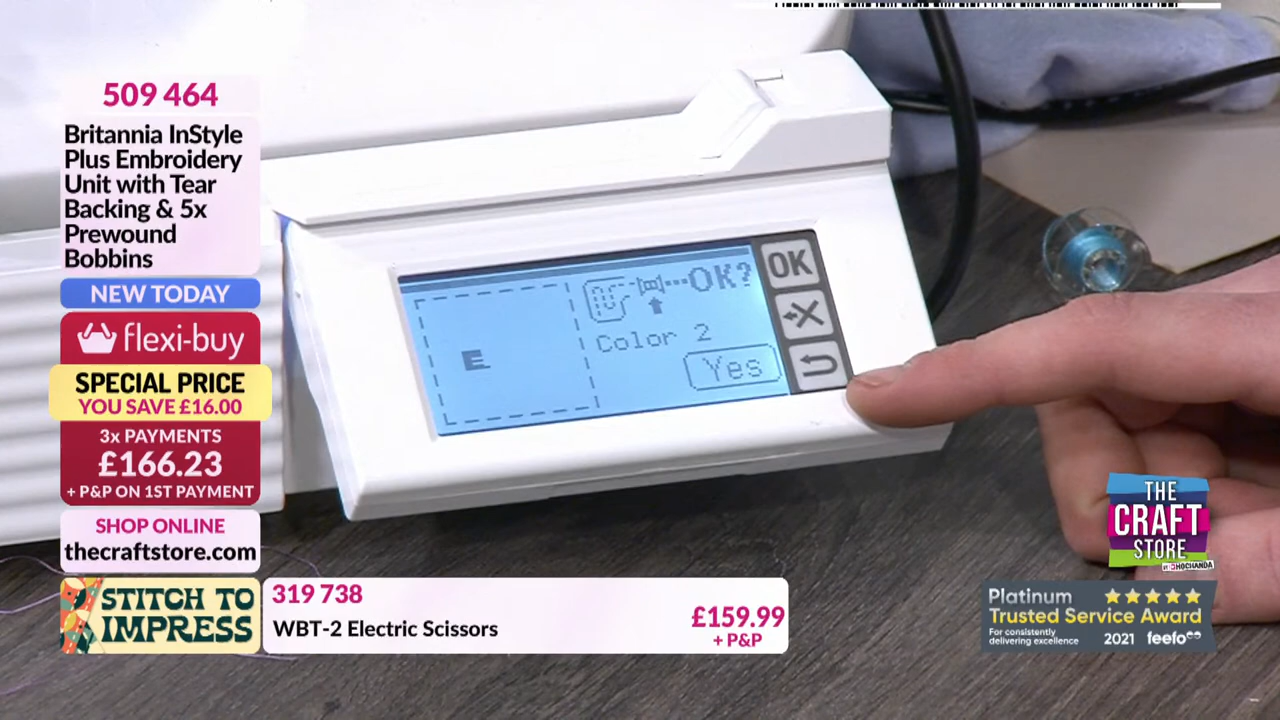 509 464
Britannia InStyle
Plus Embroidery
Unit with Tear
Backing & 5x
Prewound
Bobbins
NEW TODAY
flexi-buy
SPECIAL PRICE
YOU SAVE £16.00
3x PAYMENTS
£166.23
+ P&P ON 1ST PAYMENT
SHOP ONLINE
thecraftstore.com
STITCH TO
IMPRESS
319 738
WBT-2 Electric Scissors
£159.99
+ P&P
E
OK?
Color 2
Yes
OK
THE
CRAFT
STORE
BY HOCHANDA
Platinum
Trusted Service Award
For consistently
delivering excellence
2021 feefo